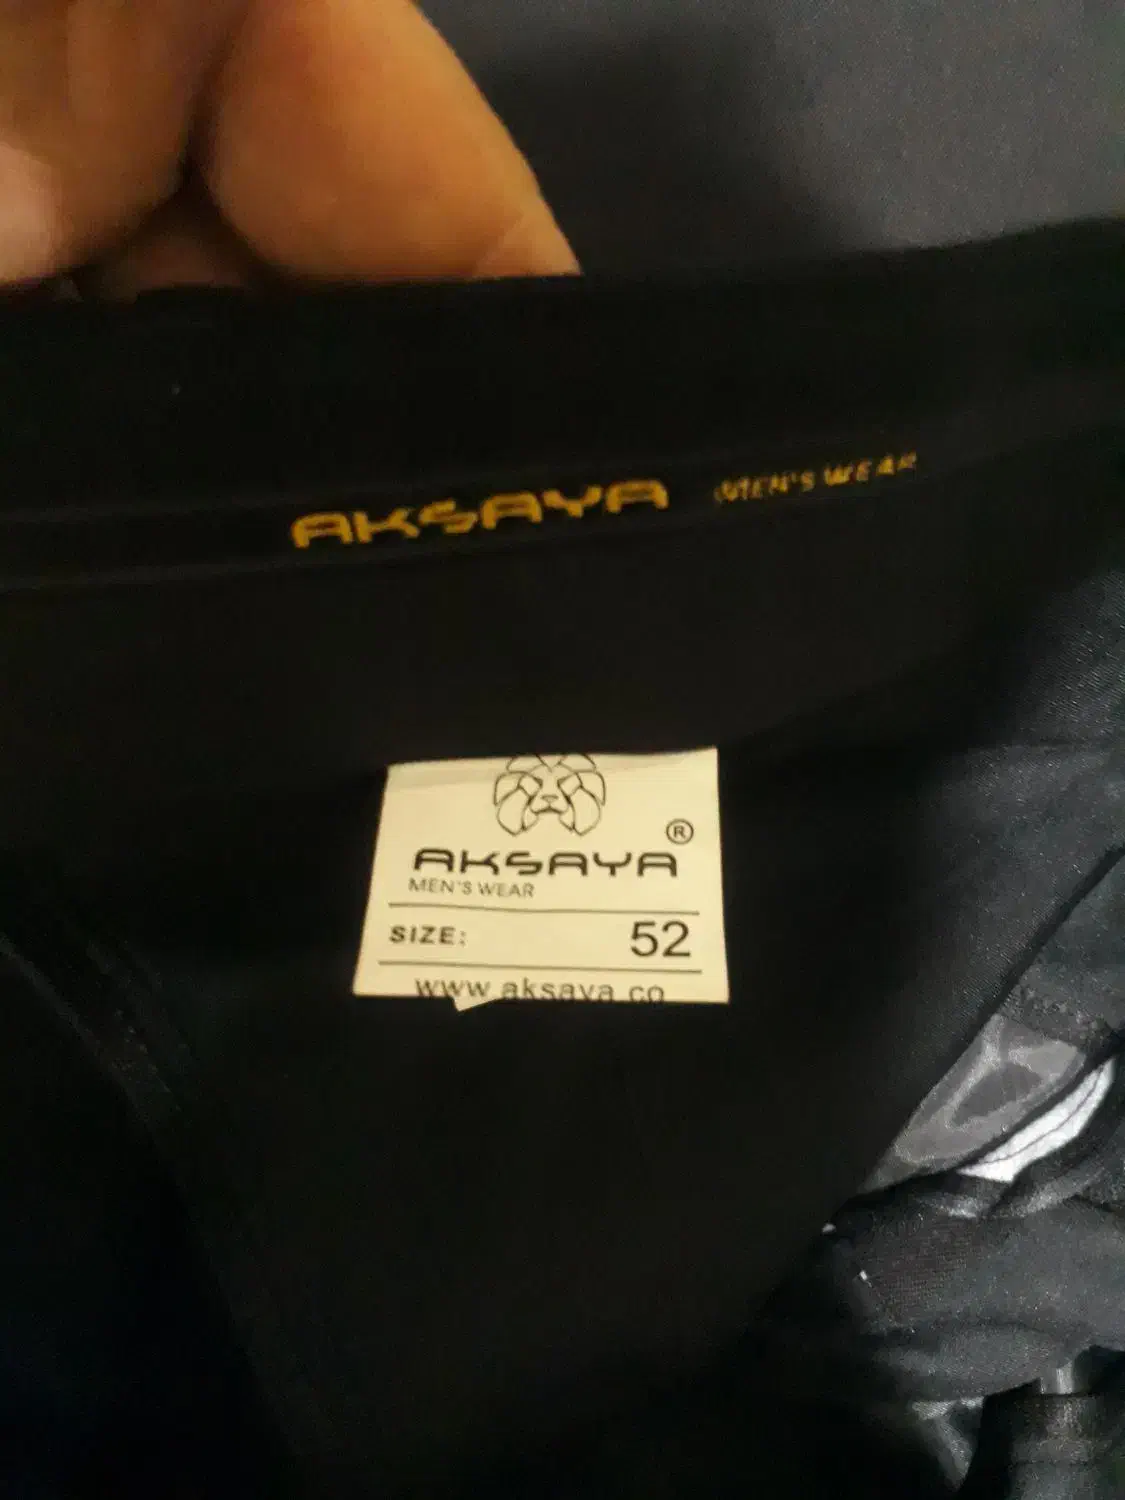 AKSAYA MEN'S WEAR
®
AKSAYA
MEN'S WEAR
SIZE: 52
www.aksaya.co